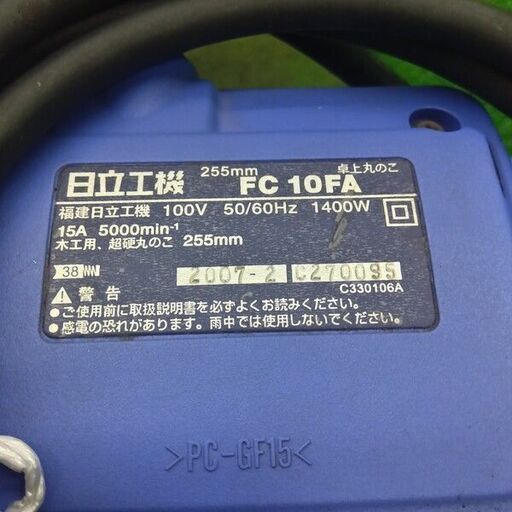 255mm 卓上丸のこ
日立工機 FC 10FA
福建日立工機 100V 50/60Hz 1400W
15A 5000min⁻¹
木工用、超硬丸のこ 255mm
38 2007-2 C270095
C330106A
警告
●ご使用前に取扱説明書を必ずよくお読みください。
●感電の恐れがあります。雨中では使用しないでください。
>PC-GF15<